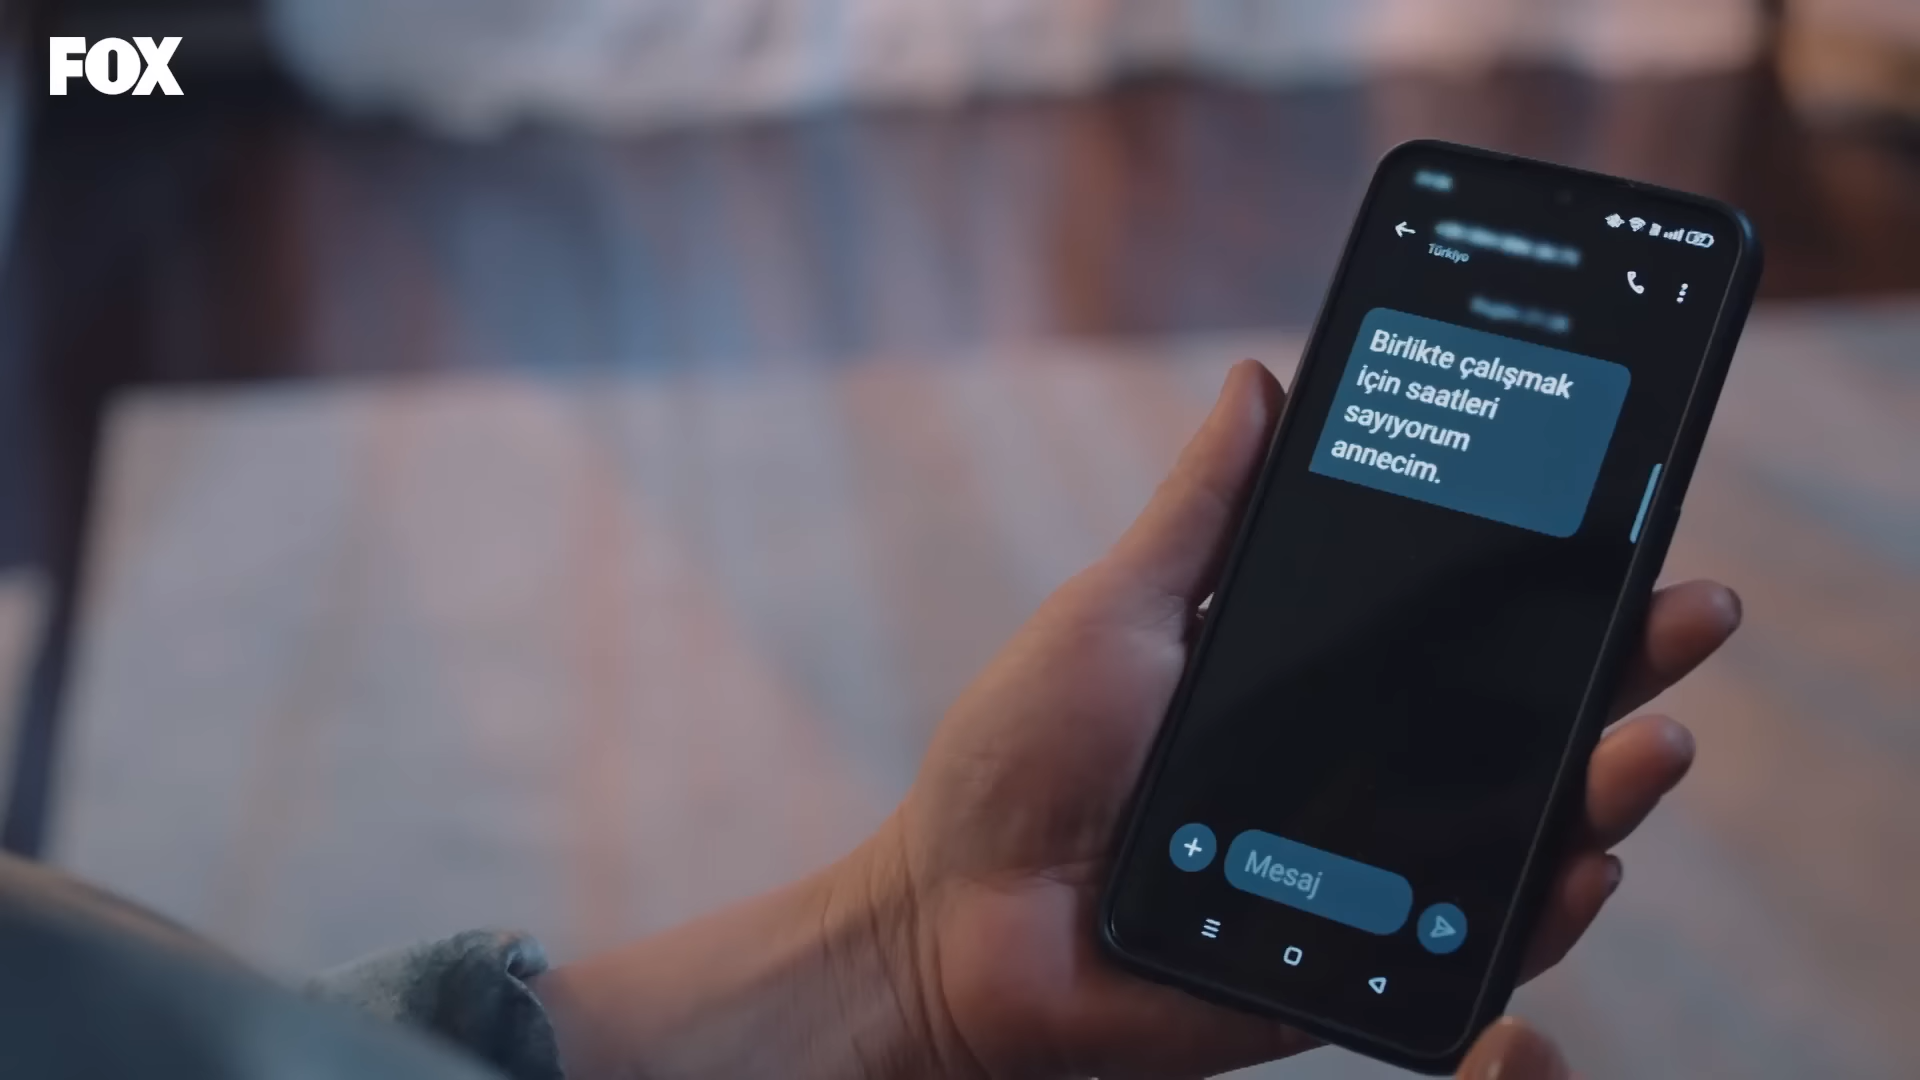 FOX
Türkiye
Birlikte çalışmak
için saatleri
sayıyorum
annecim.
Mesaj